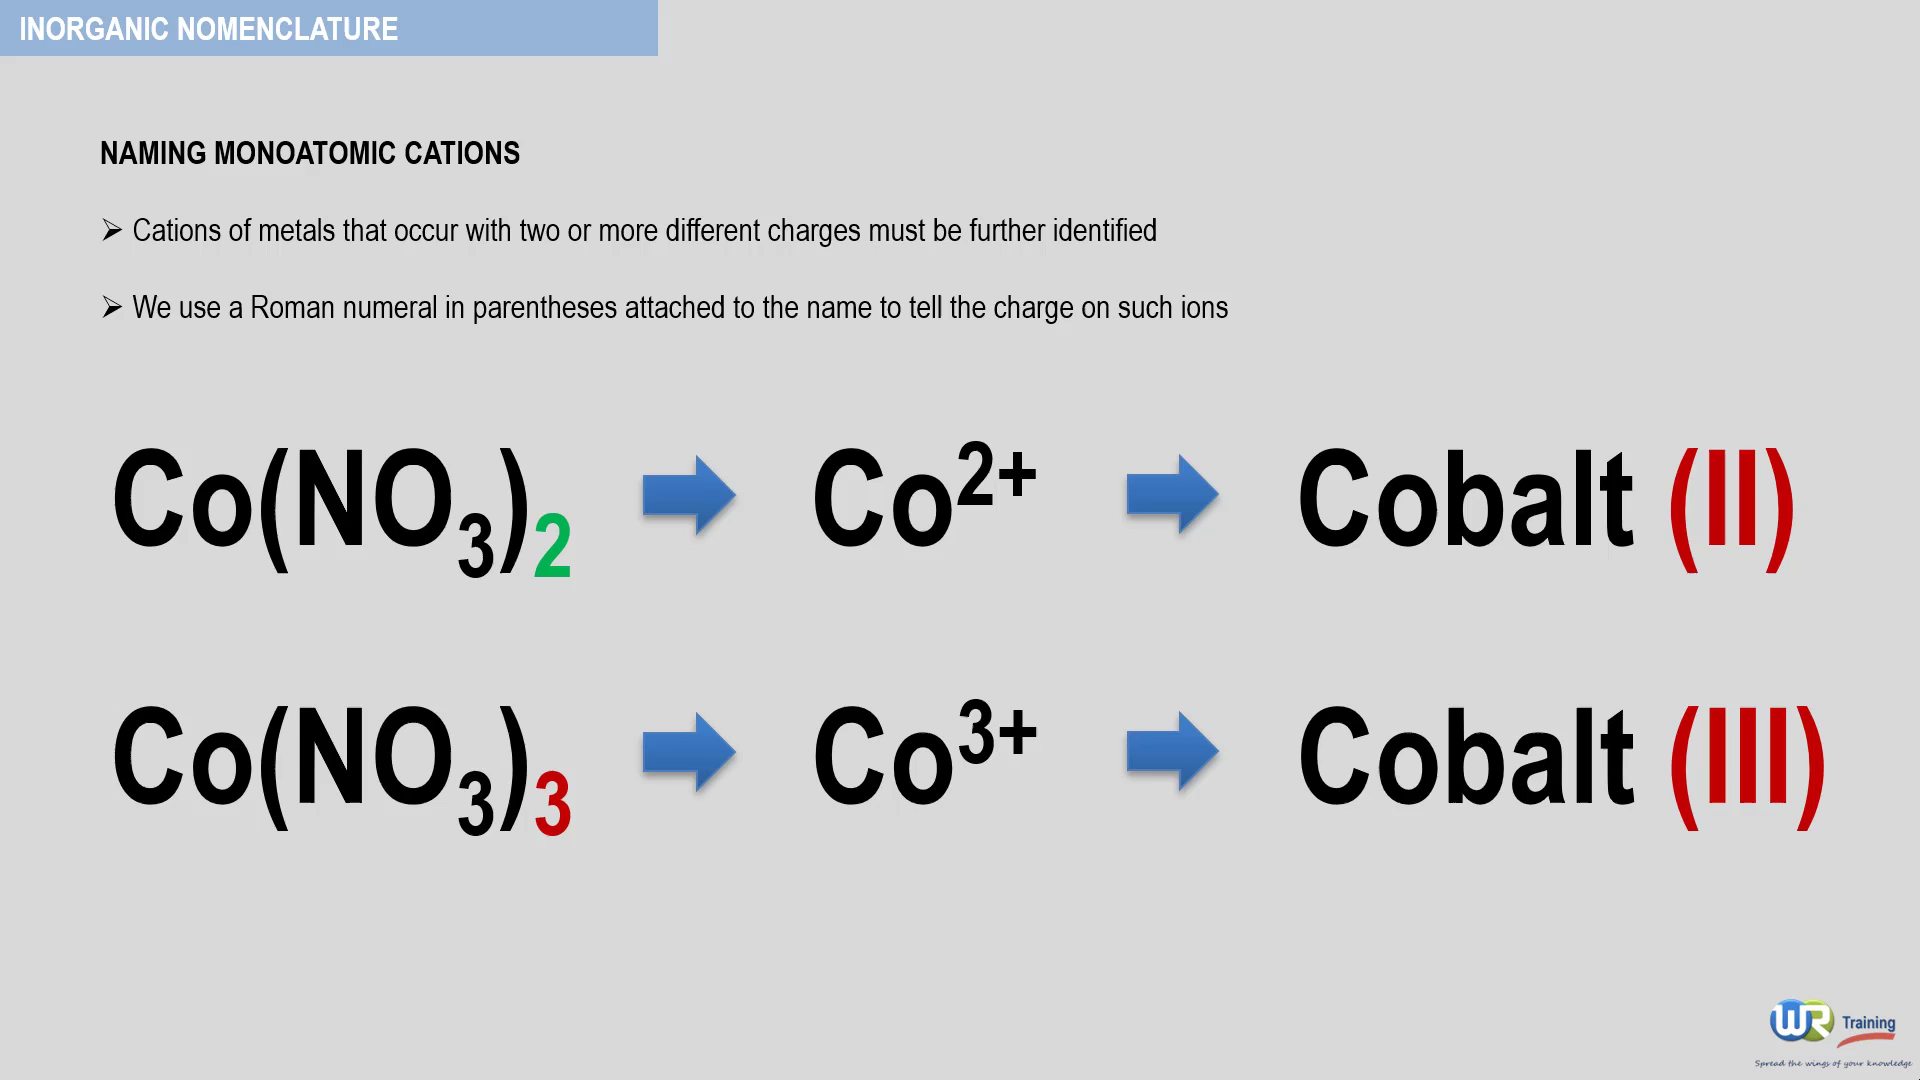 INORGANIC NOMENCLATURE
NAMING MONOATOMIC CATIONS
➢ Cations of metals that occur with two or more different charges must be further identified
➢ We use a Roman numeral in parentheses attached to the name to tell the charge on such ions
Co(NO₃)₂ Co²⁺ Cobalt (II)
Co(NO₃)₃ Co³⁺ Cobalt (III)
WR Training
Spread the wings of your knowledge